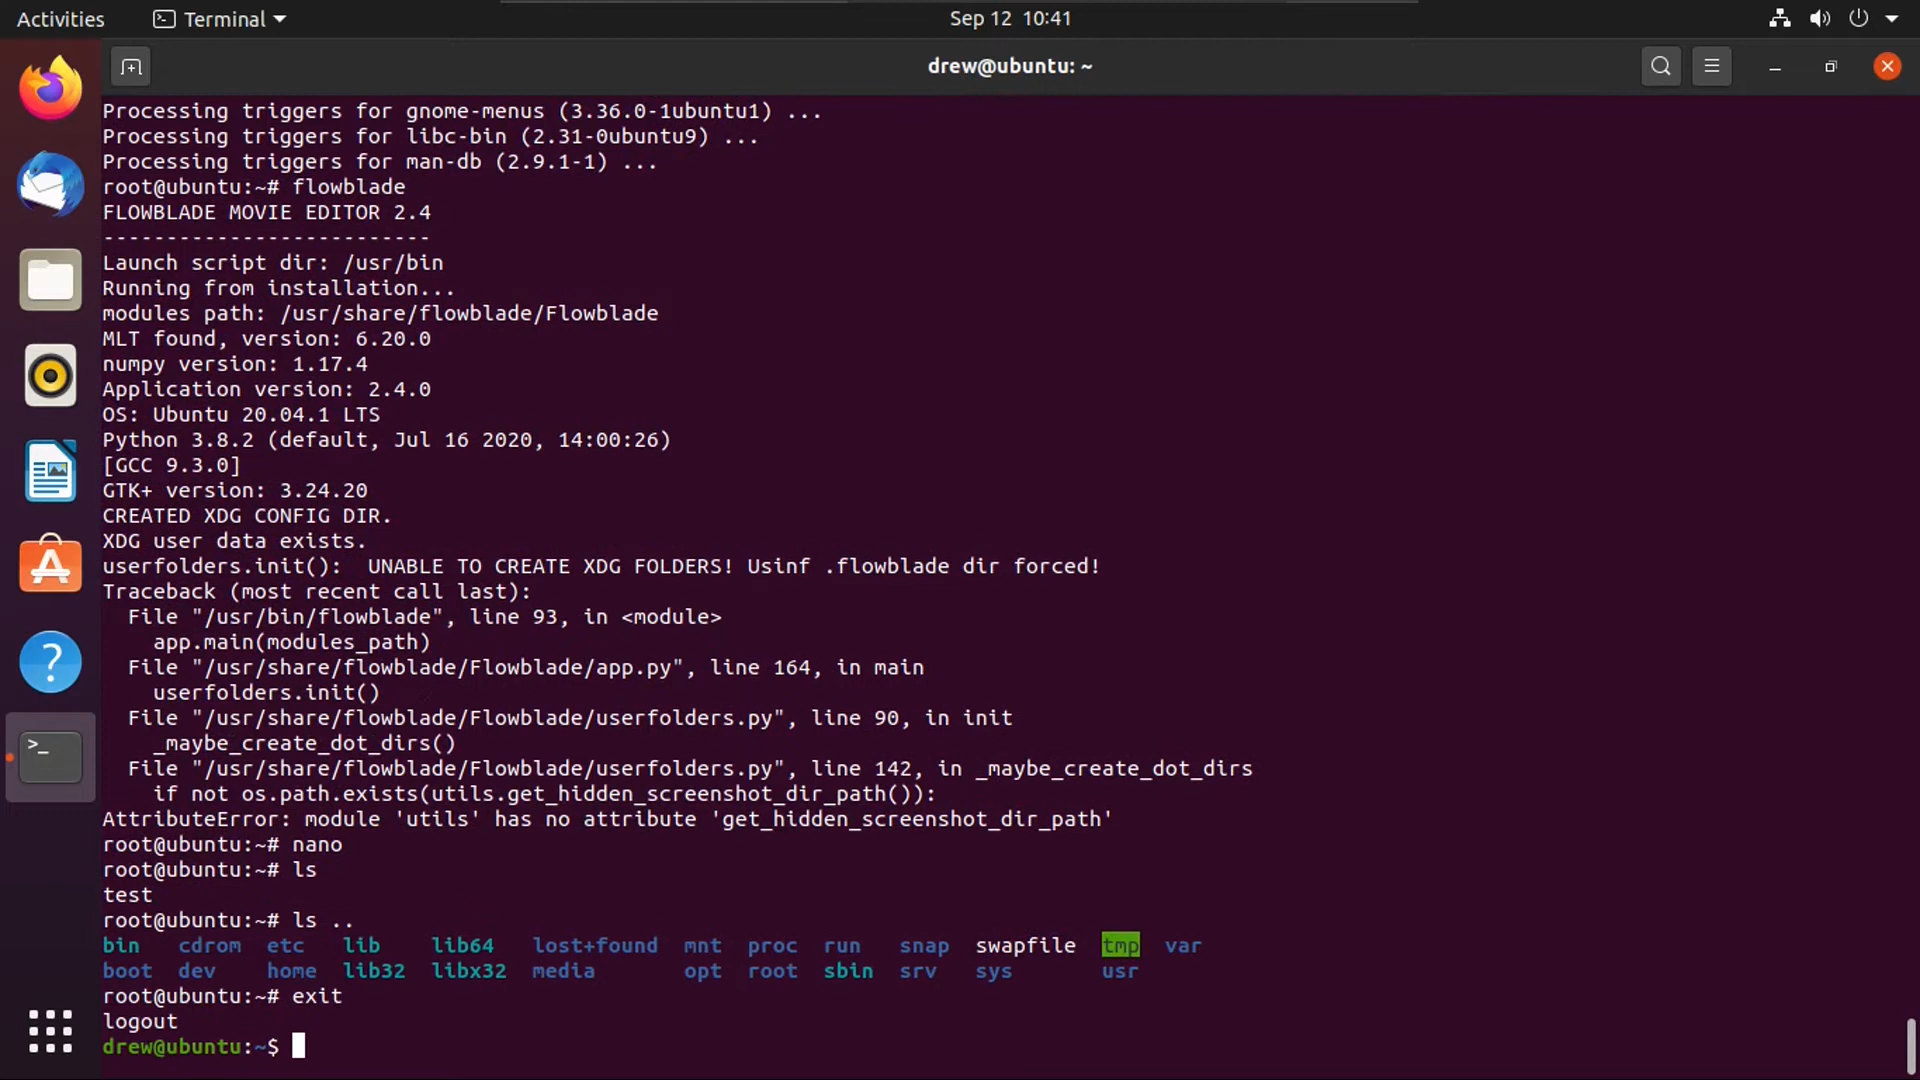 Activities
Terminal
Sep 12 10:41
drew@ubuntu: ~
Processing triggers for gnome-menus (3.36.0-1ubuntu1) ...
Processing triggers for libc-bin (2.31-0ubuntu9) ...
Processing triggers for man-db (2.9.1-1) ...
root@ubuntu:~# flowblade
FLOWBLADE MOVIE EDITOR 2.4
--------------------------
Launch script dir: /usr/bin
Running from installation...
modules path: /usr/share/flowblade/Flowblade
MLT found, version: 6.20.0
numpy version: 1.17.4
Application version: 2.4.0
OS: Ubuntu 20.04.1 LTS
Python 3.8.2 (default, Jul 16 2020, 14:00:26)
[GCC 9.3.0]
GTK+ version: 3.24.20
CREATED XDG CONFIG DIR.
XDG user data exists.
userfolders.init():  UNABLE TO CREATE XDG FOLDERS! Usinf .flowblade dir forced!
Traceback (most recent call last):
  File "/usr/bin/flowblade", line 93, in <module>
    app.main(modules_path)
  File "/usr/share/flowblade/Flowblade/app.py", line 164, in main
    userfolders.init()
  File "/usr/share/flowblade/Flowblade/userfolders.py", line 90, in init
    _maybe_create_dot_dirs()
  File "/usr/share/flowblade/Flowblade/userfolders.py", line 142, in _maybe_create_dot_dirs
    if not os.path.exists(utils.get_hidden_screenshot_dir_path()):
AttributeError: module 'utils' has no attribute 'get_hidden_screenshot_dir_path'
root@ubuntu:~# nano
root@ubuntu:~# ls
test
root@ubuntu:~# ls ..
bin   cdrom  etc   lib    lib64   lost+found  mnt  proc  run   snap  swapfile  tmp  var
boot  dev    home  lib32  libx32  media       opt  root  sbin  srv   sys       usr
root@ubuntu:~# exit
logout
drew@ubuntu:~$